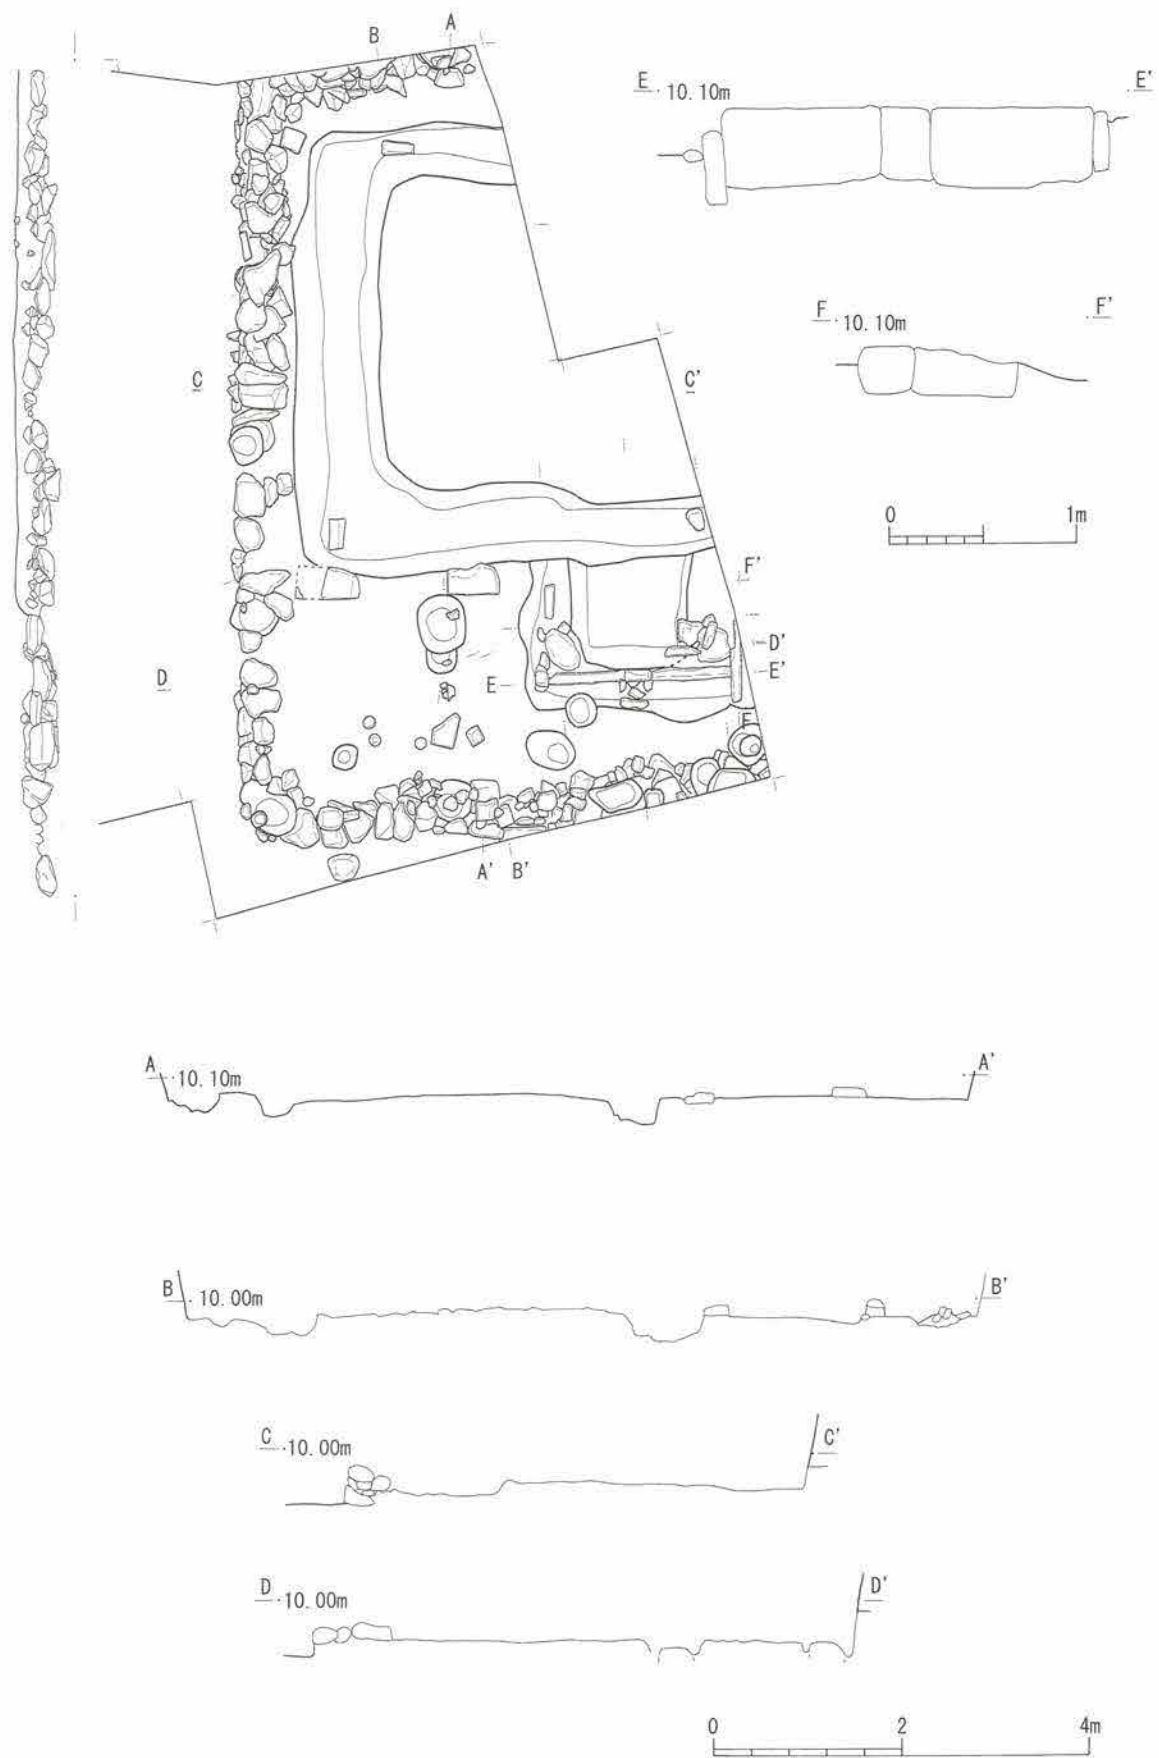 A
B
E 10.10m E'
F 10.10m F'
C C'
0 1m
F'
D'
D E E'
F
A' B'
A 10.10m A'
B 10.00m B'
C 10.00m C'
D 10.00m D'
0 2 4m